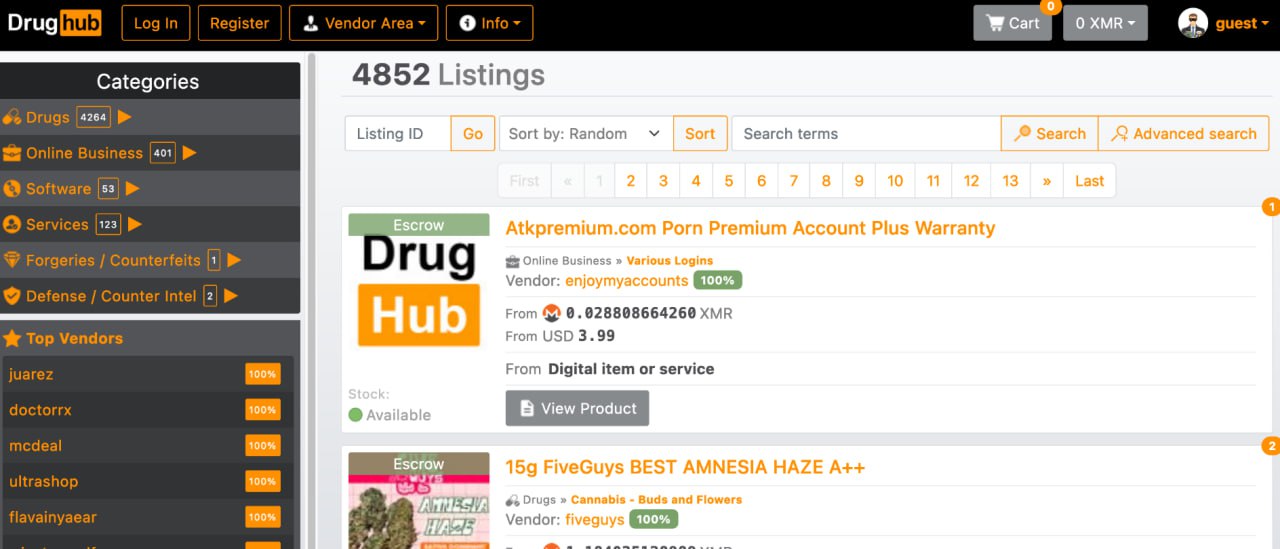 Drug hub Log In Register Vendor Area Info 0 Cart 0 XMR guest
Categories
Drugs 4264
Online Business 401
Software 53
Services 123
Forgeries / Counterfeits 1
Defense / Counter Intel 2
Top Vendors
juarez 100%
doctorrx 100%
mcdeal 100%
ultrashop 100%
flavainyaear 100%
4852 Listings
Listing ID Go Sort by: Random Sort Search terms Search Advanced search
First « 1 2 3 4 5 6 7 8 9 10 11 12 13 » Last
1
Escrow
Drug
Hub
Stock:
Available
Atkpremium.com Porn Premium Account Plus Warranty
Online Business » Various Logins
Vendor: enjoymyaccounts 100%
From 0.028808664260 XMR
From USD 3.99
From Digital item or service
View Product
2
Escrow
AMNESIA
HAZE
15g FiveGuys BEST AMNESIA HAZE A++
Drugs » Cannabis - Buds and Flowers
Vendor: fiveguys 100%
From XMR